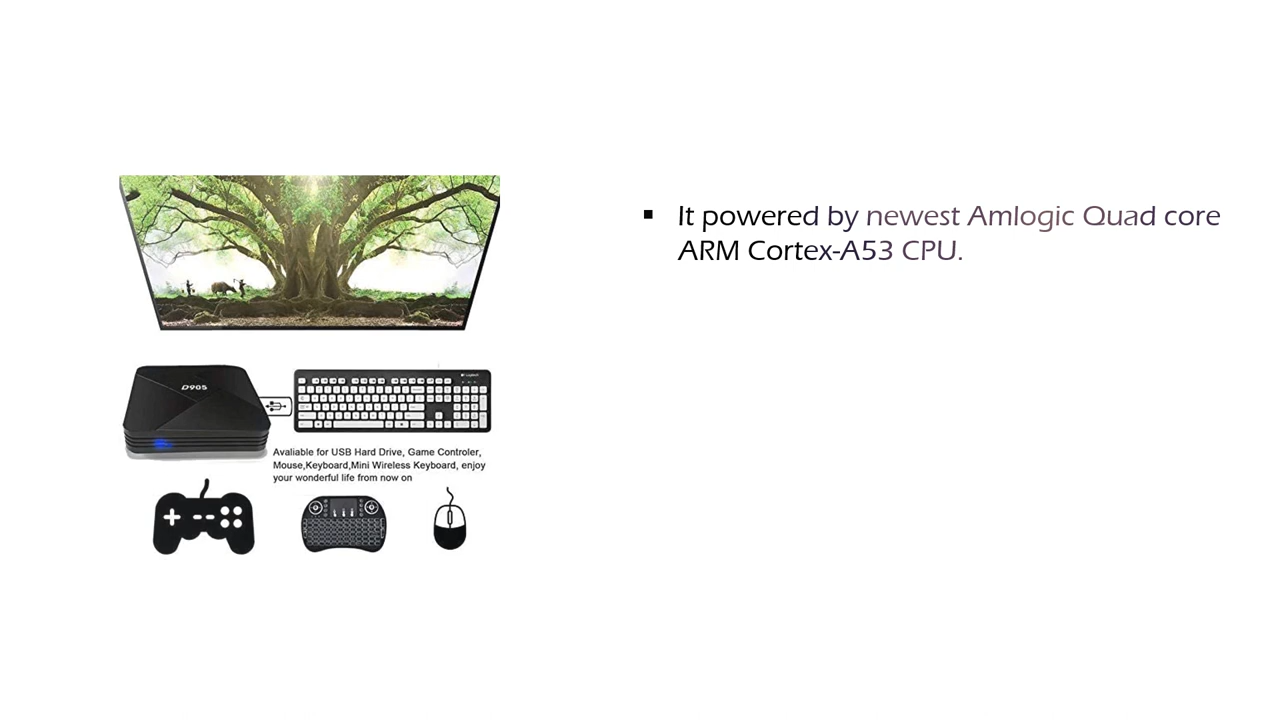 It powered by newest Amlogic Quad core
ARM Cortex-A53 CPU.
D905
Logitech
Avaliable for USB Hard Drive, Game Controler,
Mouse,Keyboard,Mini Wireless Keyboard, enjoy
your wonderful life from now on